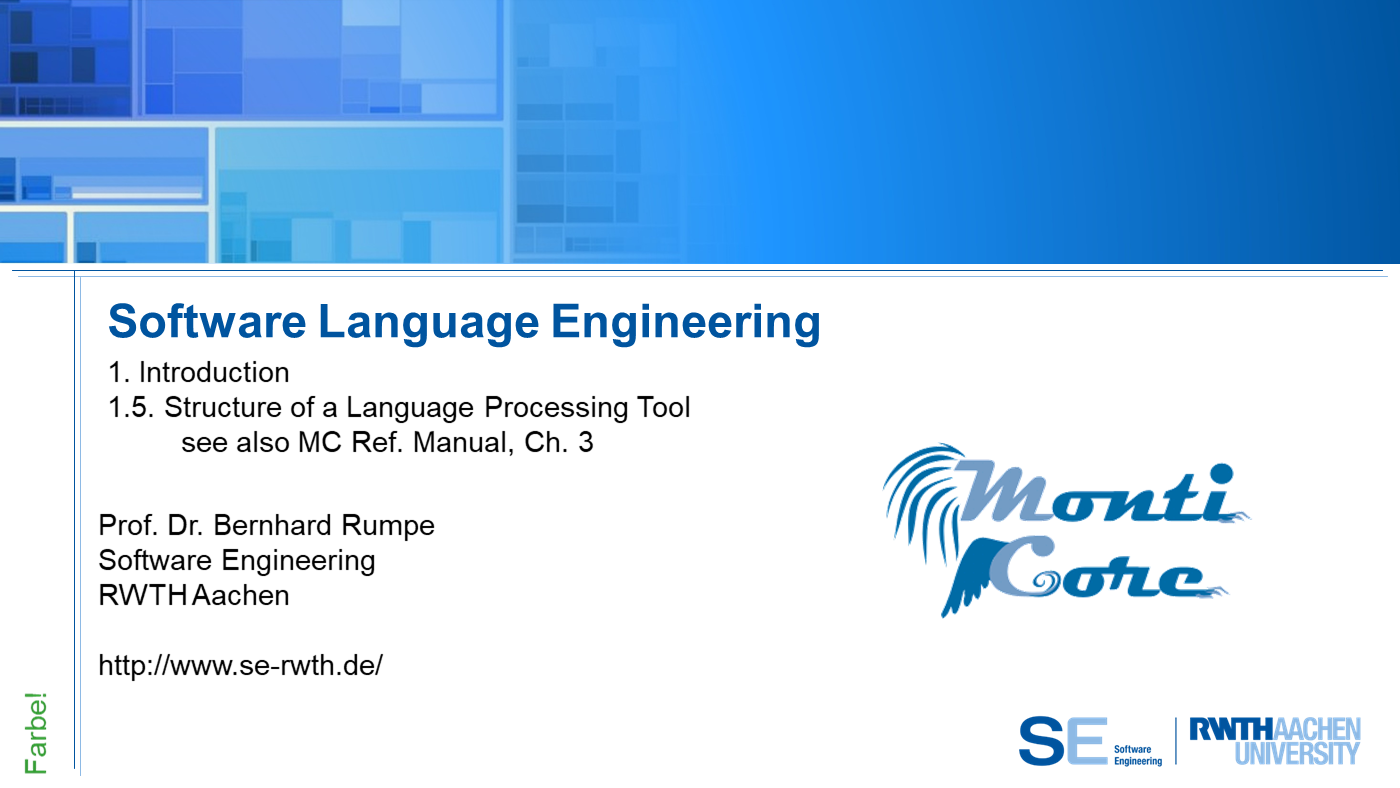 Software Language Engineering
1. Introduction
1.5. Structure of a Language Processing Tool
see also MC Ref. Manual, Ch. 3
Prof. Dr. Bernhard Rumpe
Software Engineering
RWTH Aachen
http://www.se-rwth.de/
Farbe!
Monti
Core
SE Software
Engineering
RWTHAACHEN
UNIVERSITY